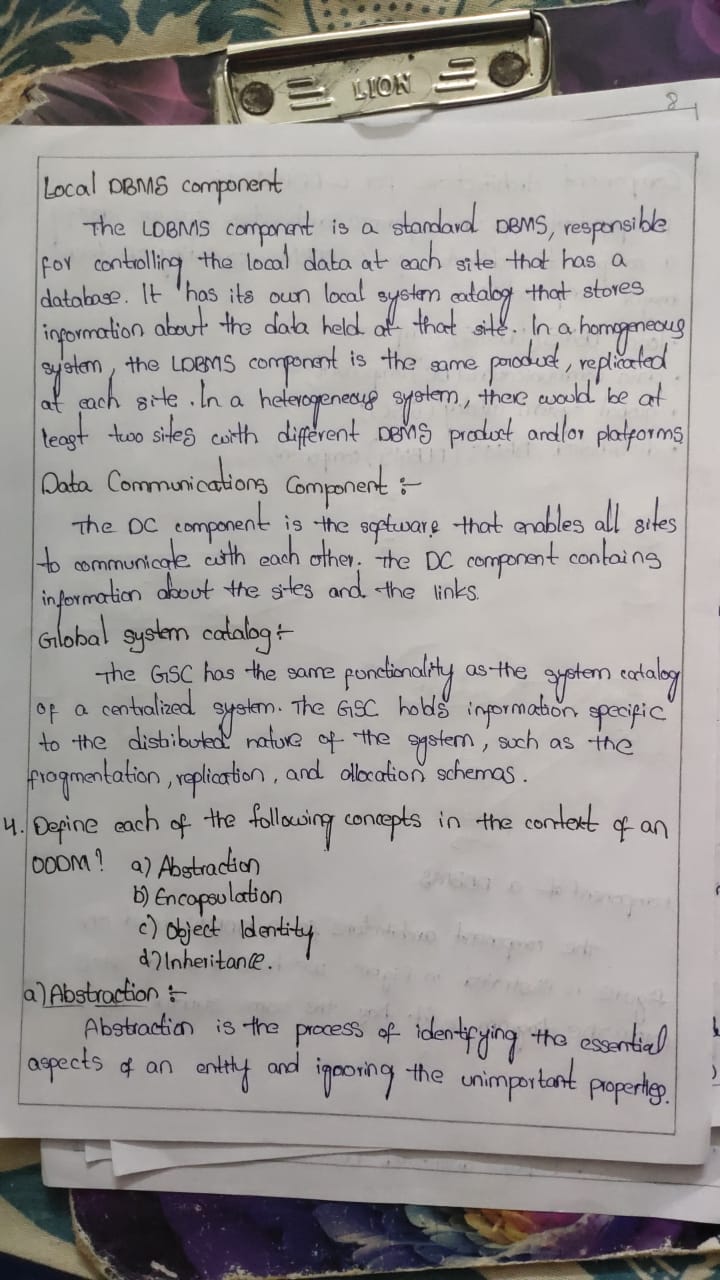 LION
8
Local DBMS component
The LDBMS component is a standard DBMS, responsible
for controlling the local data at each site that has a
database. It has its own local system catalog that stores
information about the data held at that site. In a homogeneous
system, the LDBMS component is the same product, replicated
at each site. In a heterogeneous system, there would be at
least two sites with different DBMS product and/or platforms
Data Communications Component :-
The DC component is the software that enables all sites
to communicate with each other. The DC component contains
information about the sites and the links.
Global system catalog :-
The GSC has the same functionality as the system catalog
of a centralized system. The GSC holds information specific
to the distibuted nature of the system, such as the
fragmentation, replication, and allocation schemas.
4. Define each of the following concepts in the context of an
OODM? a) Abstraction
b) Encapsulation
c) Object Identity
d) Inheritance.
a) Abstraction :-
Abstraction is the process of identifying the essential
aspects of an entity and ignoring the unimportant properties.